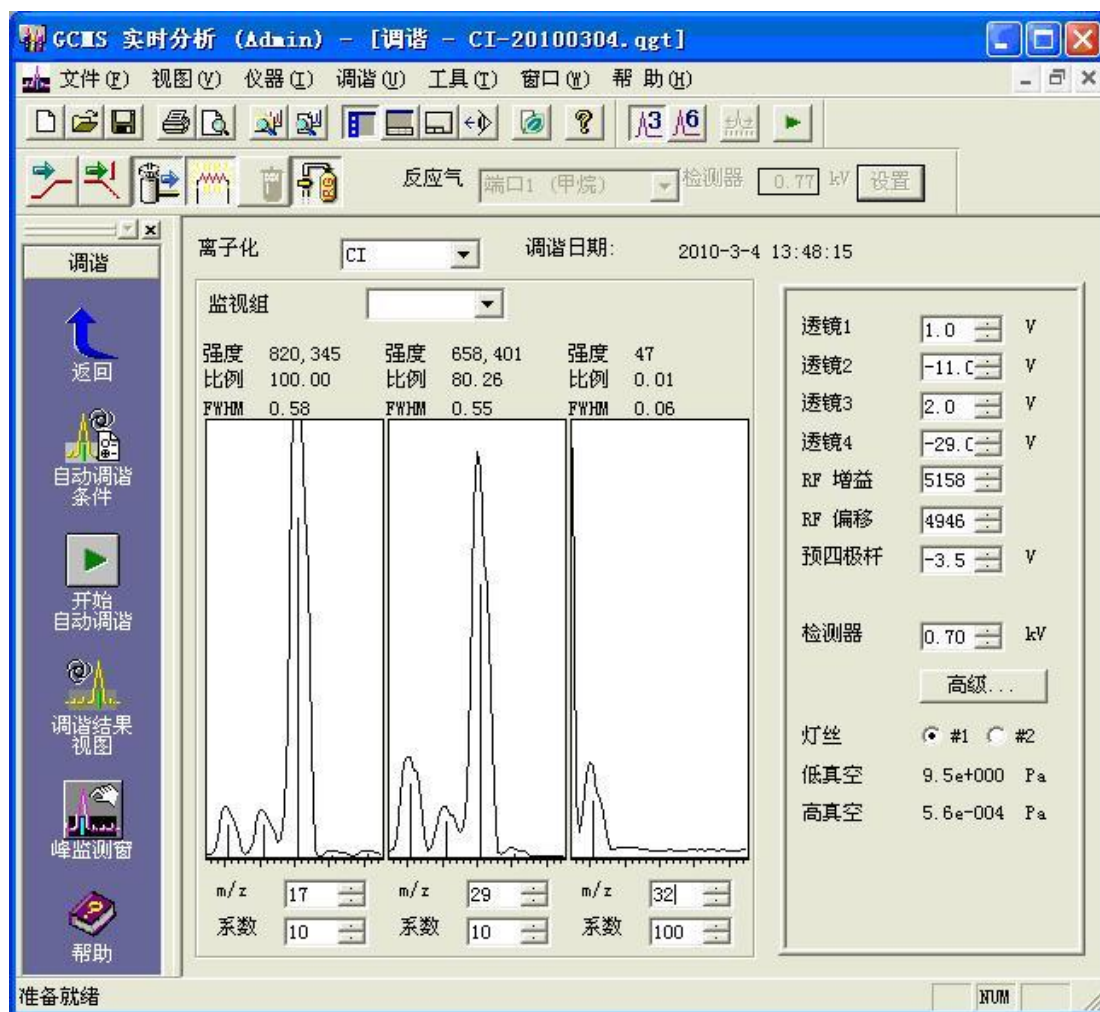 GCMS 实时分析 (Admin) - [调谐 - CI-20100304.qgt]
文件(F) 视图(V) 仪器(I) 调谐(U) 工具(T) 窗口(W) 帮 助(H)
反应气 端口1 (甲烷) 检测器 0.77 kV 设置
调谐
返回
自动调谐
条件
开始
自动调谐
调谐结果
视图
峰监测窗
帮助
离子化 CI 调谐日期: 2010-3-4 13:48:15
监视组
强度 820,345 强度 658,401 强度 47
比例 100.00 比例 80.26 比例 0.01
FWHM 0.58 FWHM 0.55 FWHM 0.06
m/z 17 m/z 29 m/z 32
系数 10 系数 10 系数 100
透镜1 1.0 V
透镜2 -11.0 V
透镜3 2.0 V
透镜4 -29.0 V
RF 增益 5158
RF 偏移 4946
预四极杆 -3.5 V
检测器 0.70 kV
高级...
灯丝 #1 #2
低真空 9.5e+000 Pa
高真空 5.6e-004 Pa
准备就绪 NUM